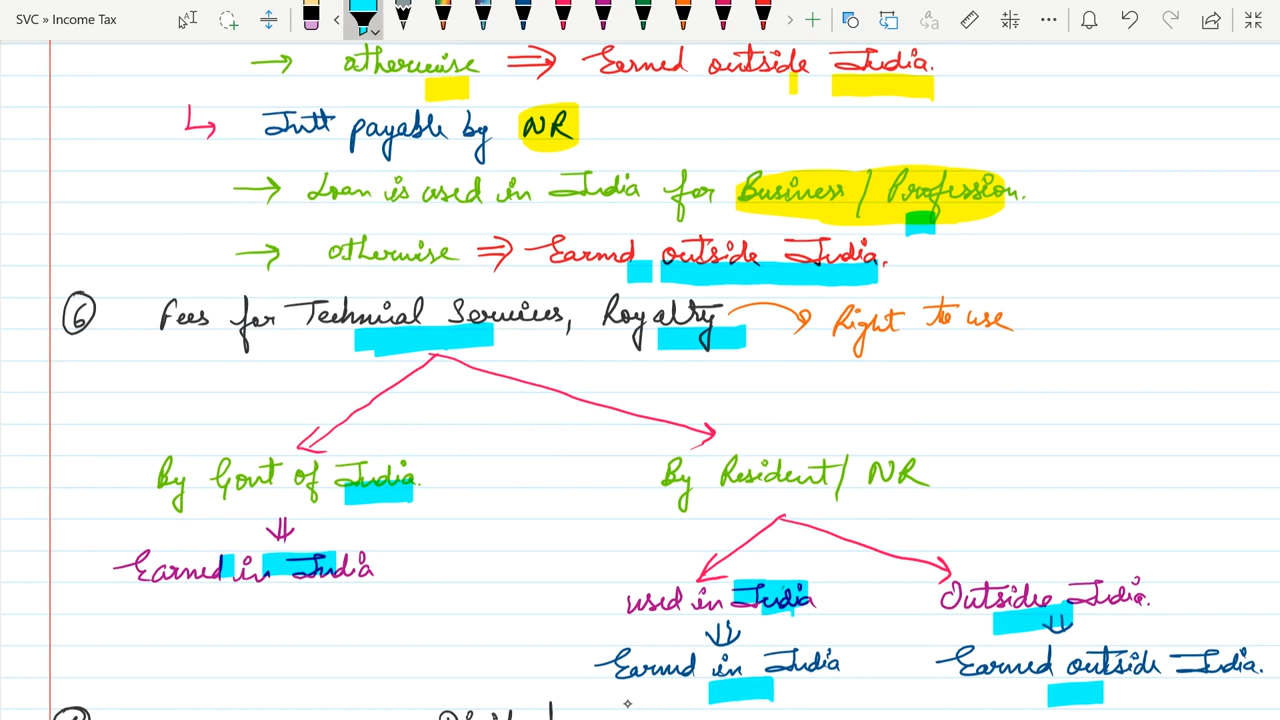 SVC » Income Tax
→ otherwise ⇒ Earned outside India.
↳ Intt payable by NR
→ Loan is used in India for Business / Profession.
→ otherwise ⇒ Earned outside India.
⑥ Fees for Technical Services, Royalty → Right to use
By Govt of India. By Resident / NR
⇓
Earned in India
used in India Outside India.
⇓ ⇓
Earned in India Earned outside India.